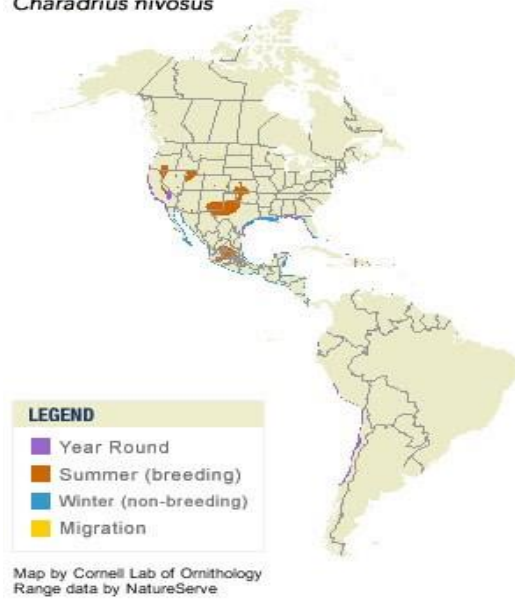 Charadrius nivosus
LEGEND
Year Round
Summer (breeding)
Winter (non-breeding)
Migration
Map by Cornell Lab of Ornithology
Range data by NatureServe